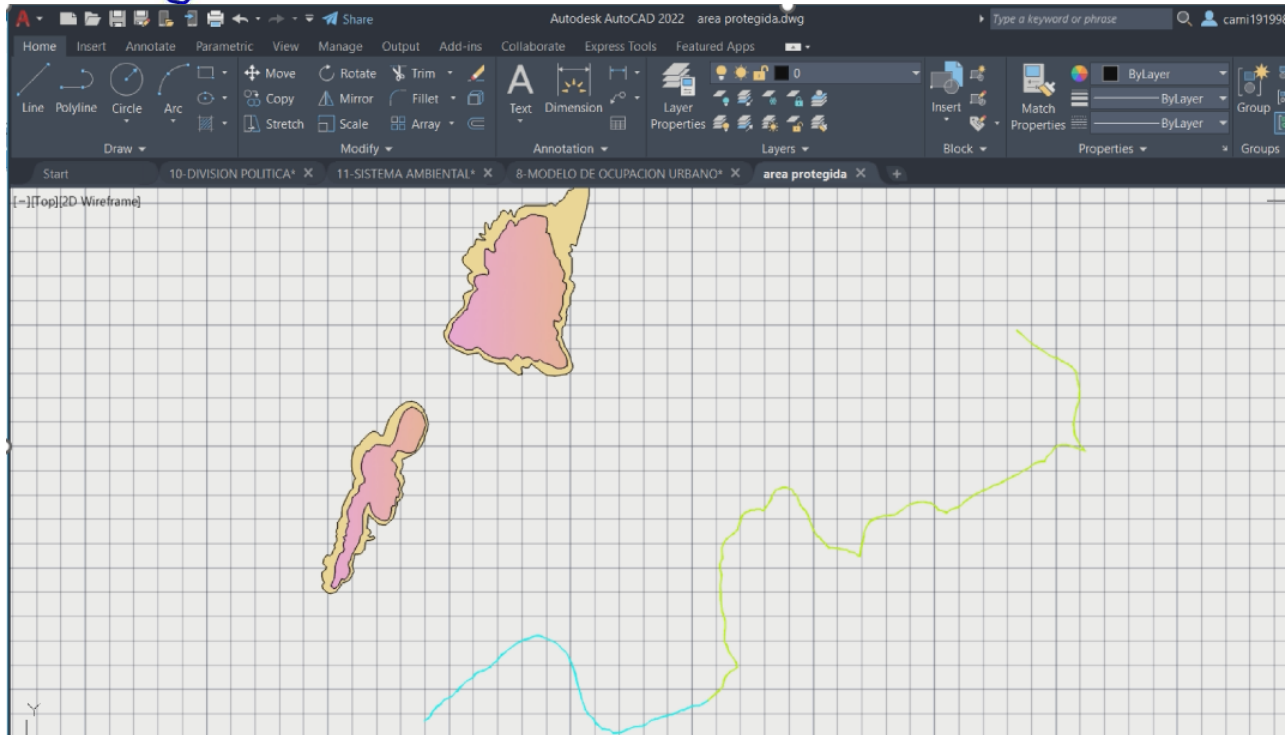 A Share Autodesk AutoCAD 2022 area protegida.dwg Type a keyword or phrase cami191998
Home Insert Annotate Parametric View Manage Output Add-ins Collaborate Express Tools Featured Apps
Move Rotate Trim 0 ByLayer
Line Polyline Circle Arc Copy Mirror Fillet Text Dimension Layer Properties Insert Match Properties ByLayer Group
Stretch Scale Array ByLayer
Draw Modify Annotation Layers Block Properties Groups
Start 10-DIVISION POLITICA* 11-SISTEMA AMBIENTAL* 8-MODELO DE OCUPACION URBANO* area protegida
[-][Top][2D Wireframe]
Y